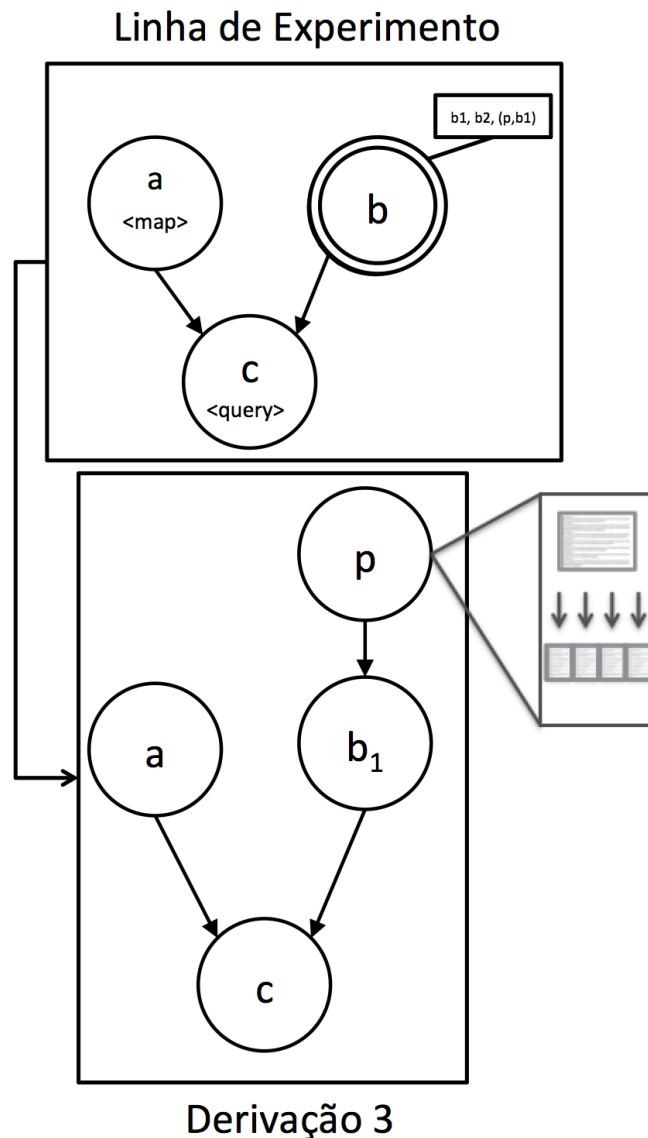 Linha de Experimento
b1, b2, (p,b1)
a
<map>
b
c
<query>
p
a
b₁
c
Derivação 3